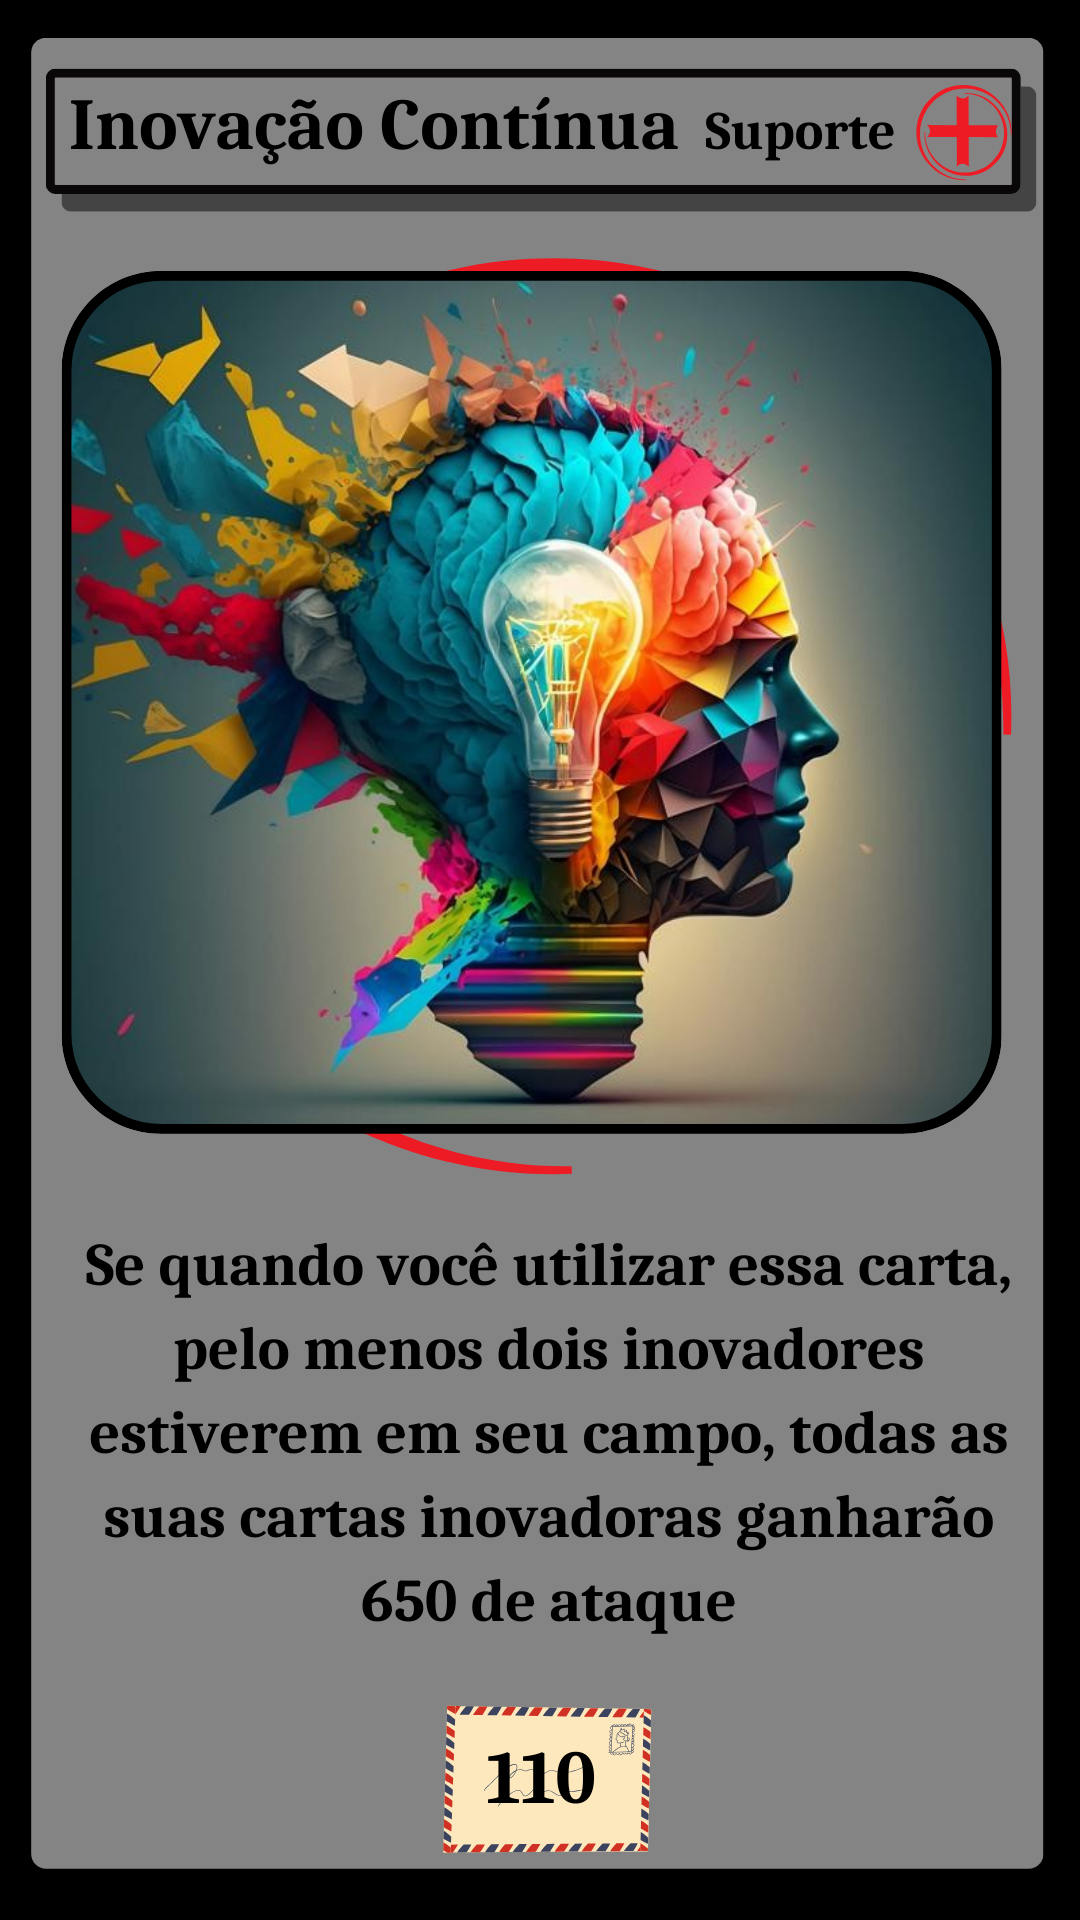 Inovação Contínua Suporte
Se quando você utilizar essa carta,
pelo menos dois inovadores
estiverem em seu campo, todas as
suas cartas inovadoras ganharão
650 de ataque
110